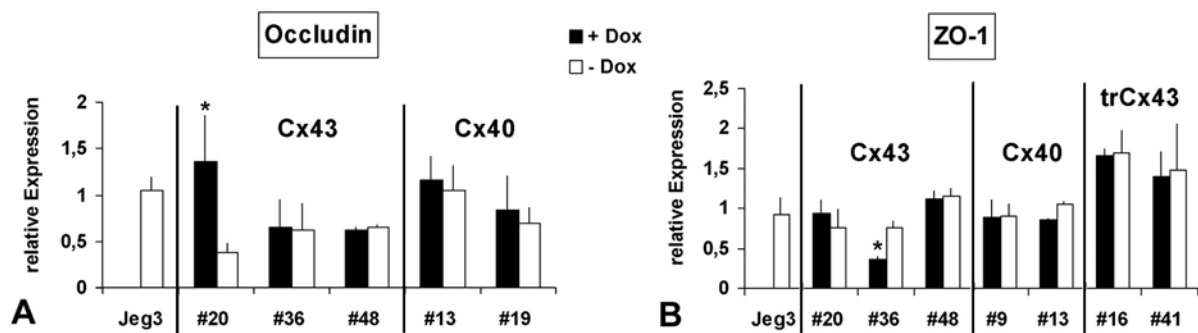 Occludin
+ Dox
- Dox
ZO-1
relative Expression
2
1,5
1
0,5
0
Cx43
Cx40
Jeg3 #20 #36 #48 #13 #19
*
A
relative Expression
2,5
2
1,5
1
0,5
0
Cx43
Cx40
trCx43
*
Jeg3 #20 #36 #48 #9 #13 #16 #41
B